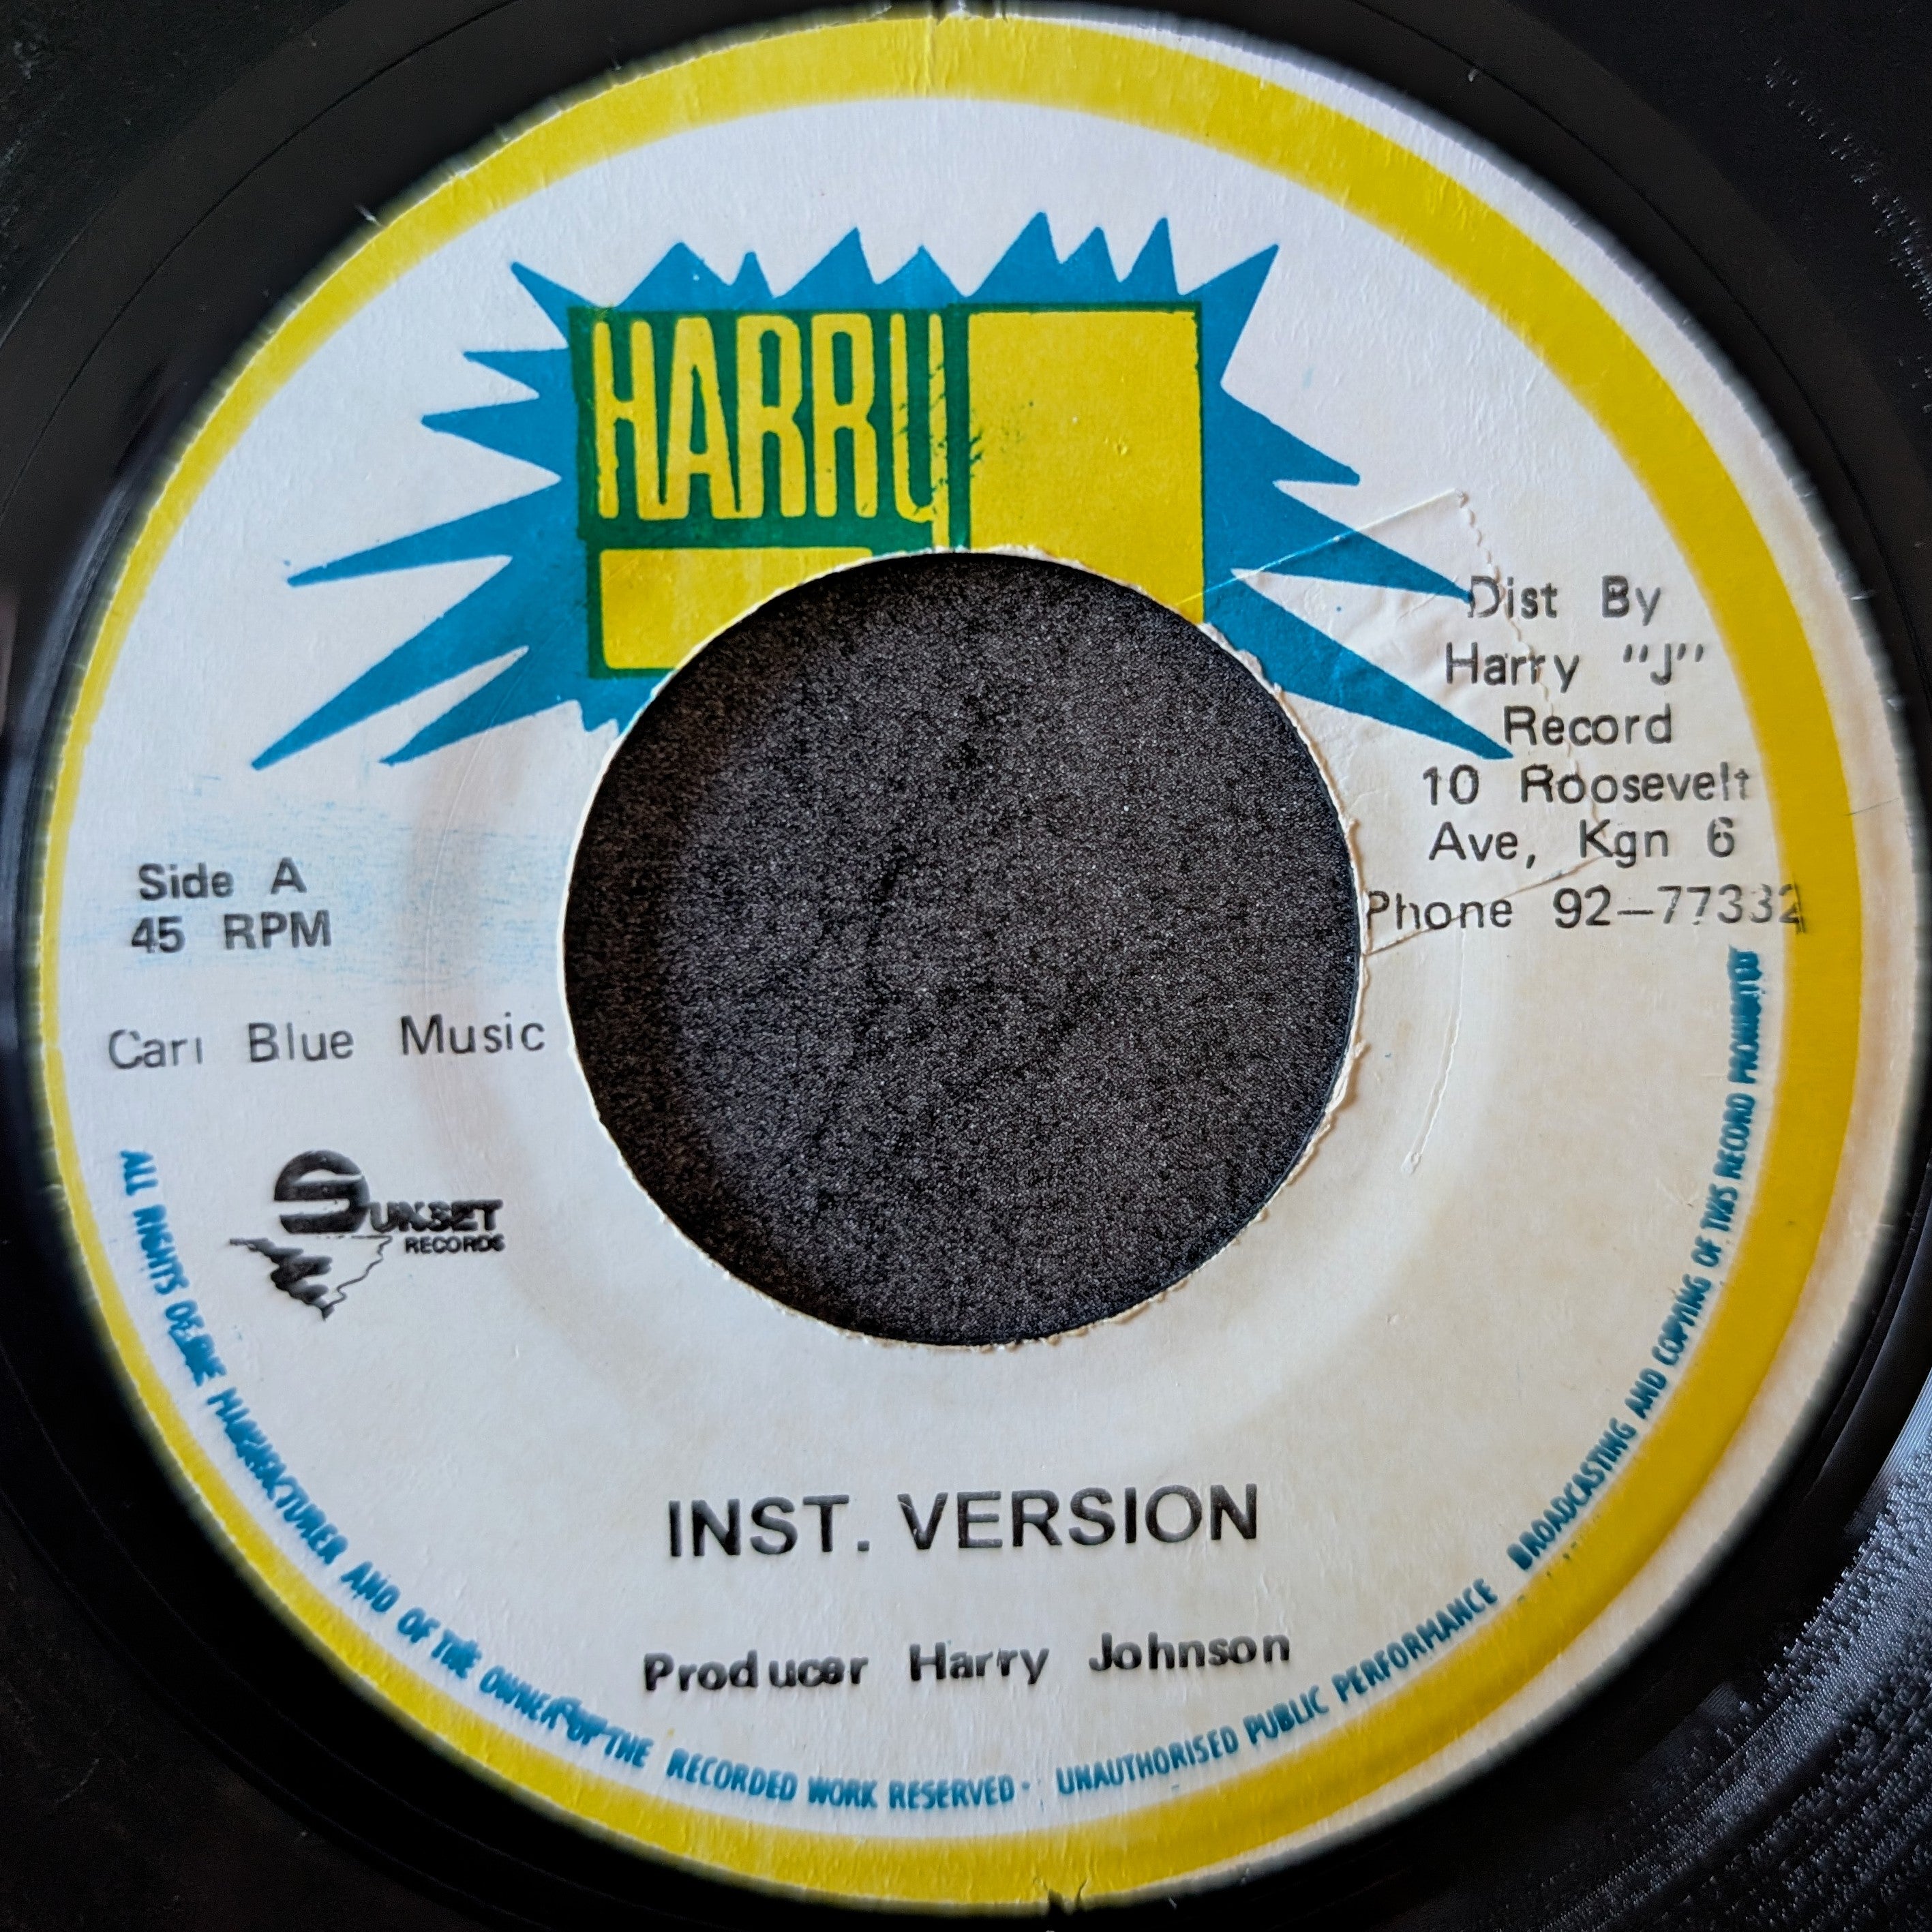 HARRY
Dist By
Harry "J"
Record
10 Roosevelt
Ave, Kgn 6
Phone 92-77332
Side A
45 RPM
Cari Blue Music
SUNSET
RECORDS
INST. VERSION
Producer Harry Johnson
ALL RIGHTS OF THE MANUFACTURER AND OF THE OWNER OF THE RECORDED WORK RESERVED · UNAUTHORISED PUBLIC PERFORMANCE BROADCASTING AND COPYING OF THIS RECORD PROHIBITED